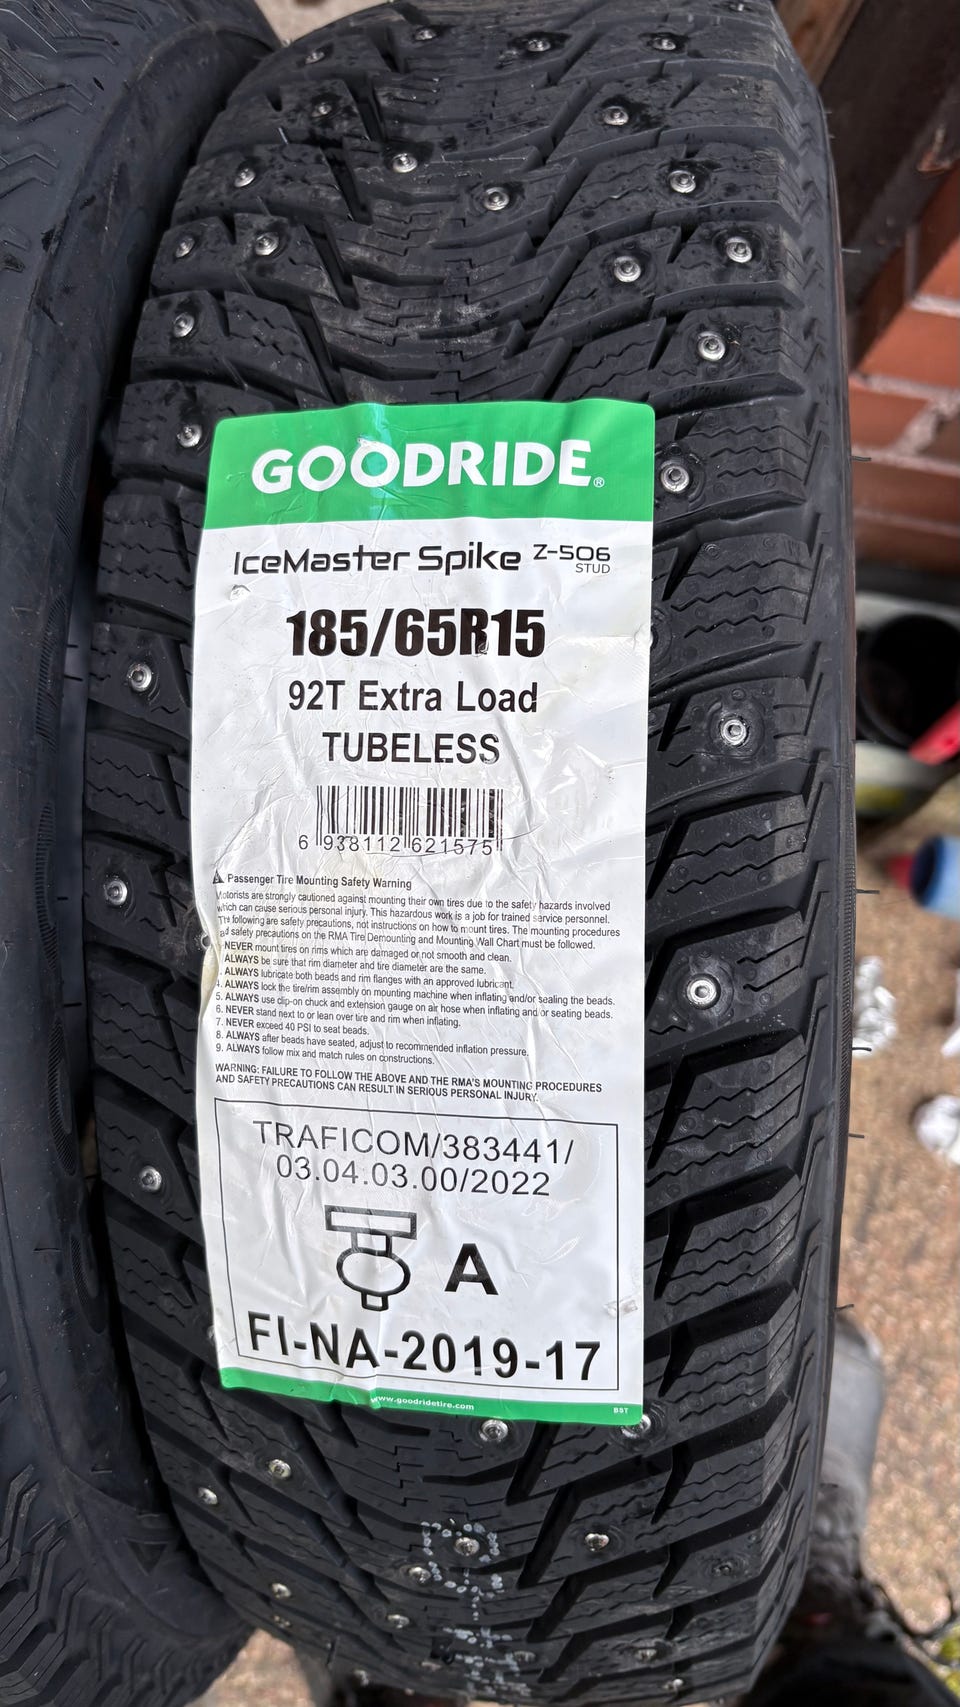 GOODRIDE®
IceMaster Spike Z-506
STUD
185/65R15
92T Extra Load
TUBELESS
6 938112 621575
Passenger Tire Mounting Safety Warning
Motorists are strongly cautioned against mounting their own tires due to the safety hazards involved
which can cause serious personal injury. This hazardous work is a job for trained service personnel.
The following are safety precautions, not instructions on how to mount tires. The mounting procedures
and safety precautions on the RMA Tire Demounting and Mounting Wall Chart must be followed.
NEVER mount tires on rims which are damaged or not smooth and clean.
ALWAYS be sure that rim diameter and tire diameter are the same.
ALWAYS lubricate both beads and rim flanges with an approved lubricant.
4. ALWAYS lock the tire/rim assembly on mounting machine when inflating and/or sealing the beads.
5. ALWAYS use clip-on chuck and extension gauge on air hose when inflating and/or seating beads.
6. NEVER stand next to or lean over tire and rim when inflating.
7. NEVER exceed 40 PSI to seat beads.
8. ALWAYS after beads have seated, adjust to recommended inflation pressure.
9. ALWAYS follow mix and match rules on constructions.
WARNING: FAILURE TO FOLLOW THE ABOVE AND THE RMA'S MOUNTING PROCEDURES
AND SAFETY PRECAUTIONS CAN RESULT IN SERIOUS PERSONAL INJURY.
TRAFICOM/383441/
03.04.03.00/2022
A
FI-NA-2019-17
www.goodridetire.com
BST